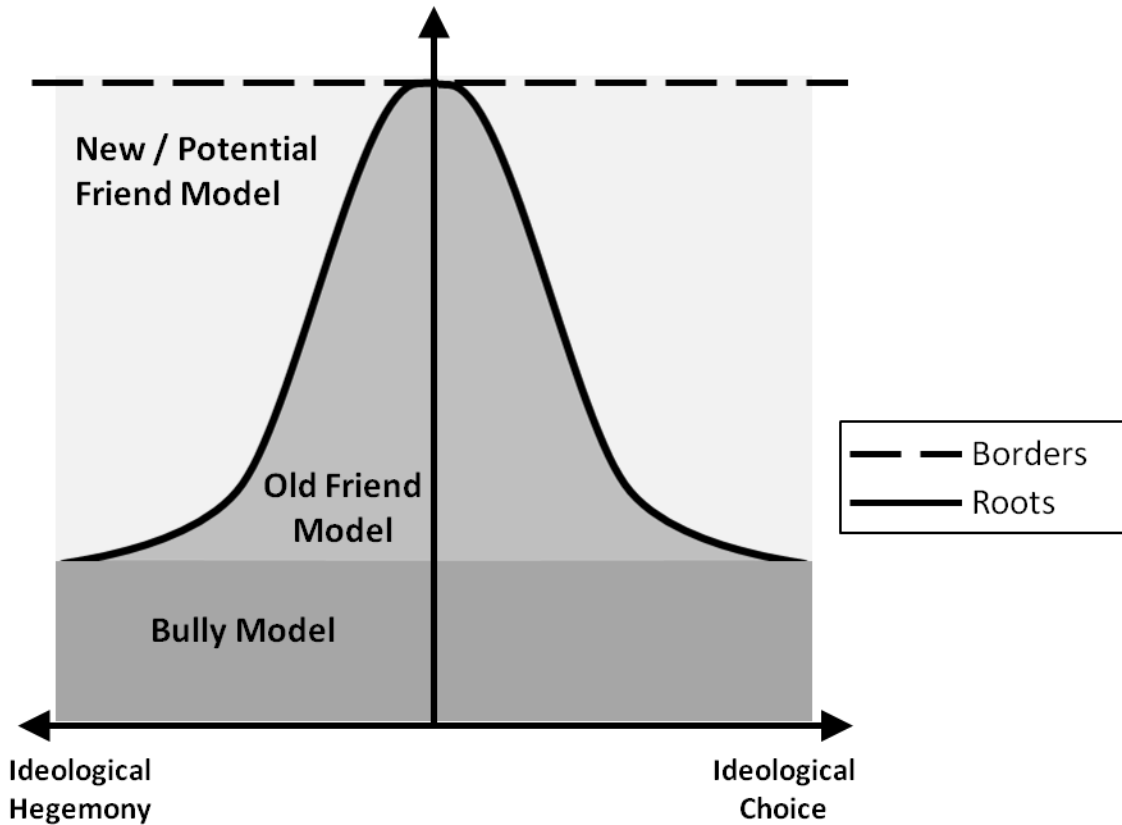 New / Potential
Friend Model
Old Friend
Model
Bully Model
Borders
Roots
Ideological
Hegemony
Ideological
Choice